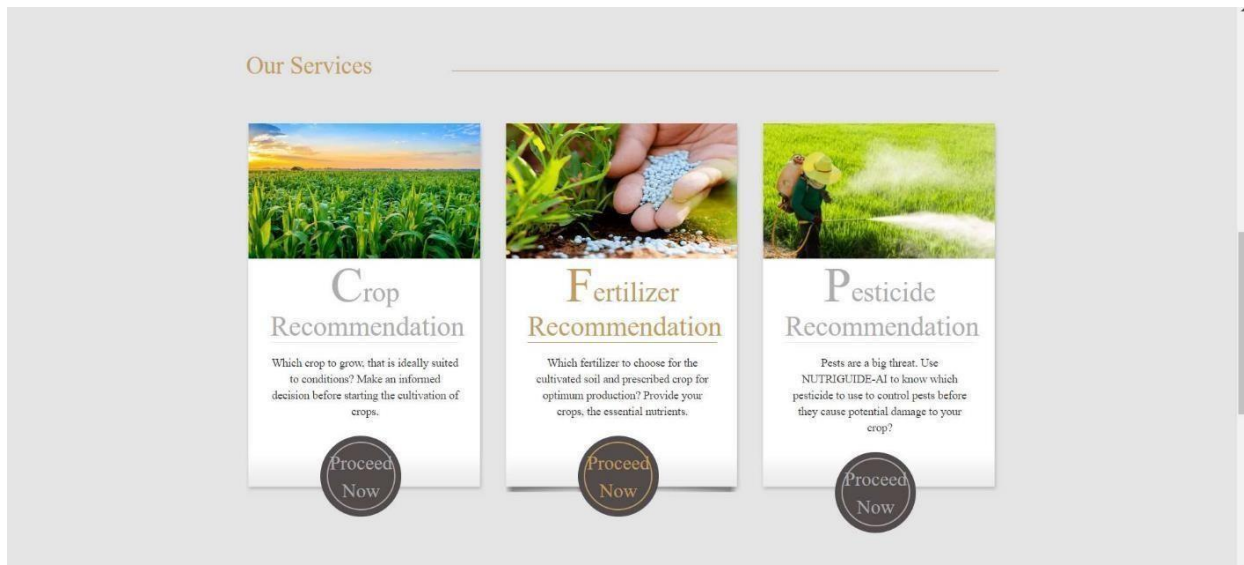 Our Services
Crop
Recommendation
Which crop to grow, that is ideally suited
to conditions? Make an informed
decision before starting the cultivation of
crops.
Proceed
Now
Fertilizer
Recommendation
Which fertilizer to choose for the
cultivated soil and prescribed crop for
optimum production? Provide your
crops, the essential nutrients.
Proceed
Now
Pesticide
Recommendation
Pests are a big threat. Use
NUTRIGUIDE-AI to know which
pesticide to use to control pests before
they cause potential damage to your
crop?
Proceed
Now